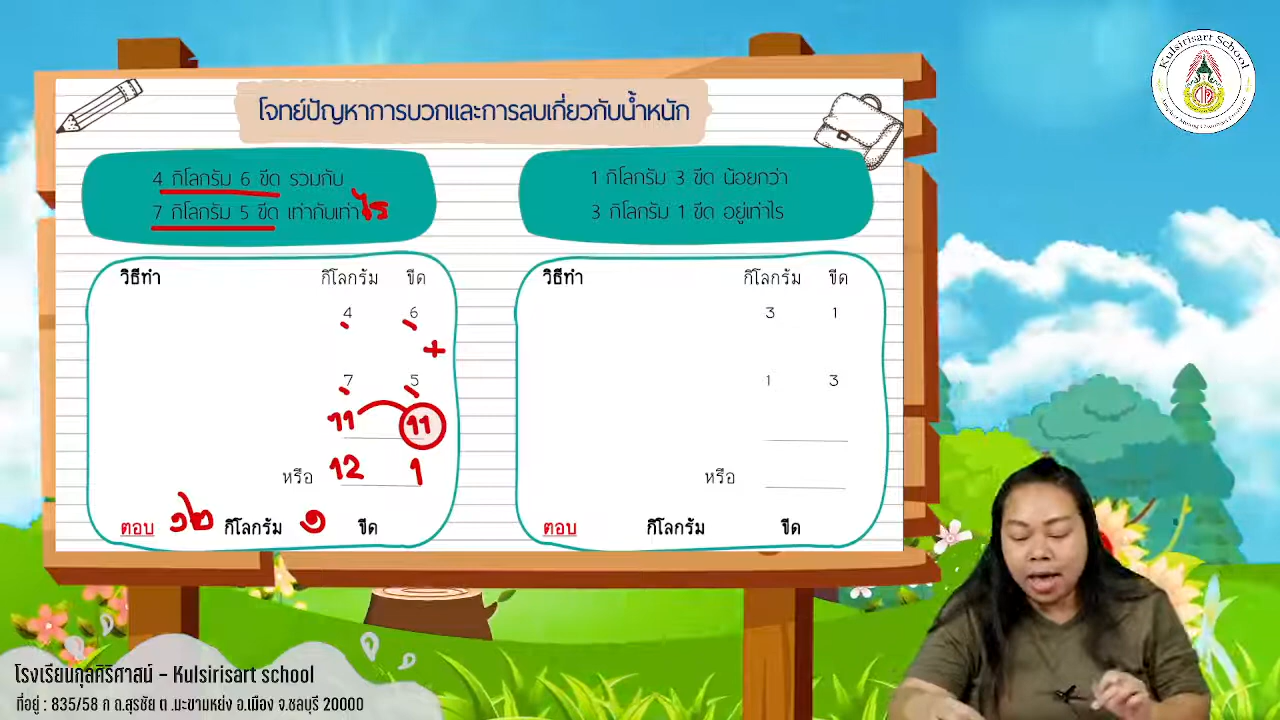 Kulsirisart School
โจทย์ปัญหาการบวกและการลบเกี่ยวกับน้ำหนัก
4 กิโลกรัม 6 ขีด รวมกับ
7 กิโลกรัม 5 ขีด เท่ากับเท่าไร
วิธีทำ กิโลกรัม ขีด
4 6
+
7 5
11 11
หรือ 12 1
ตอบ ๑๒ กิโลกรัม ๑ ขีด
1 กิโลกรัม 3 ขีด น้อยกว่า
3 กิโลกรัม 1 ขีด อยู่เท่าไร
วิธีทำ กิโลกรัม ขีด
3 1
1 3
หรือ
ตอบ กิโลกรัม ขีด
โรงเรียนกุลศิริศาสน์ - Kulsirisart school
ที่อยู่ : 835/58 ก ถ.สุรชัย ต .มะขามหย่ง อ.เมือง จ.ชลบุรี 20000